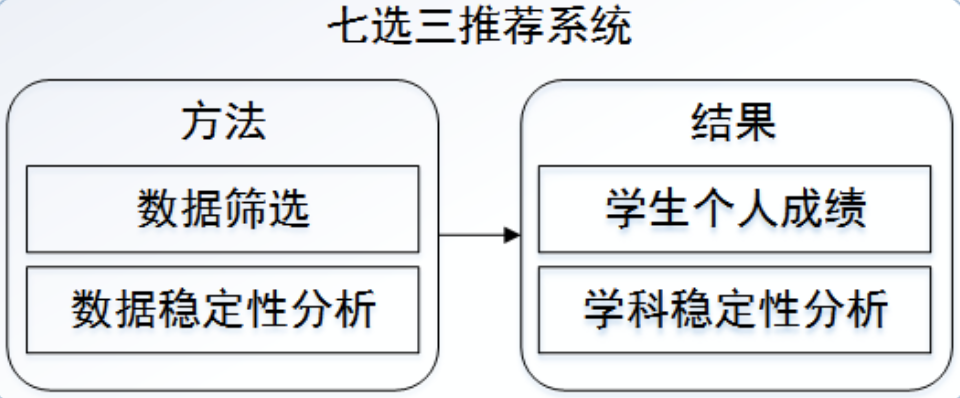 七选三推荐系统
方法
数据筛选
数据稳定性分析
结果
学生个人成绩
学科稳定性分析